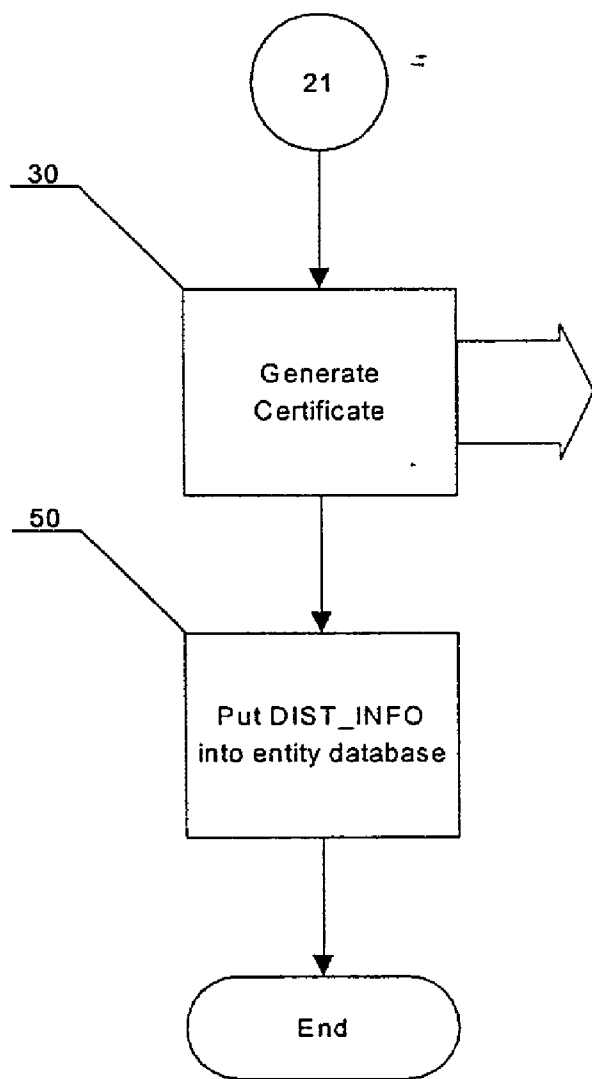 21
30
Generate
Certificate
50
Put DIST_INFO
into entity database
End